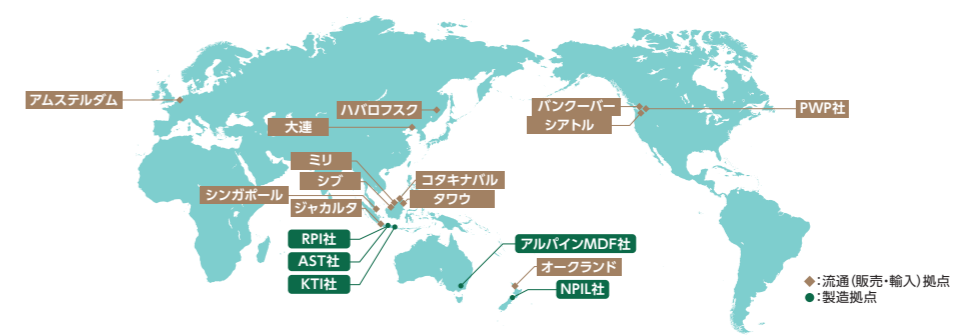 アムステルダム
ハバロフスク
大連
バンクーバー
シアトル
PWP社
ミリ
シブ
シンガポール
ジャカルタ
コタキナバル
タワウ
RPI社
AST社
KTI社
アルパインMDF社
オークランド
NPIL社
◆:流通(販売・輸入)拠点
●:製造拠点